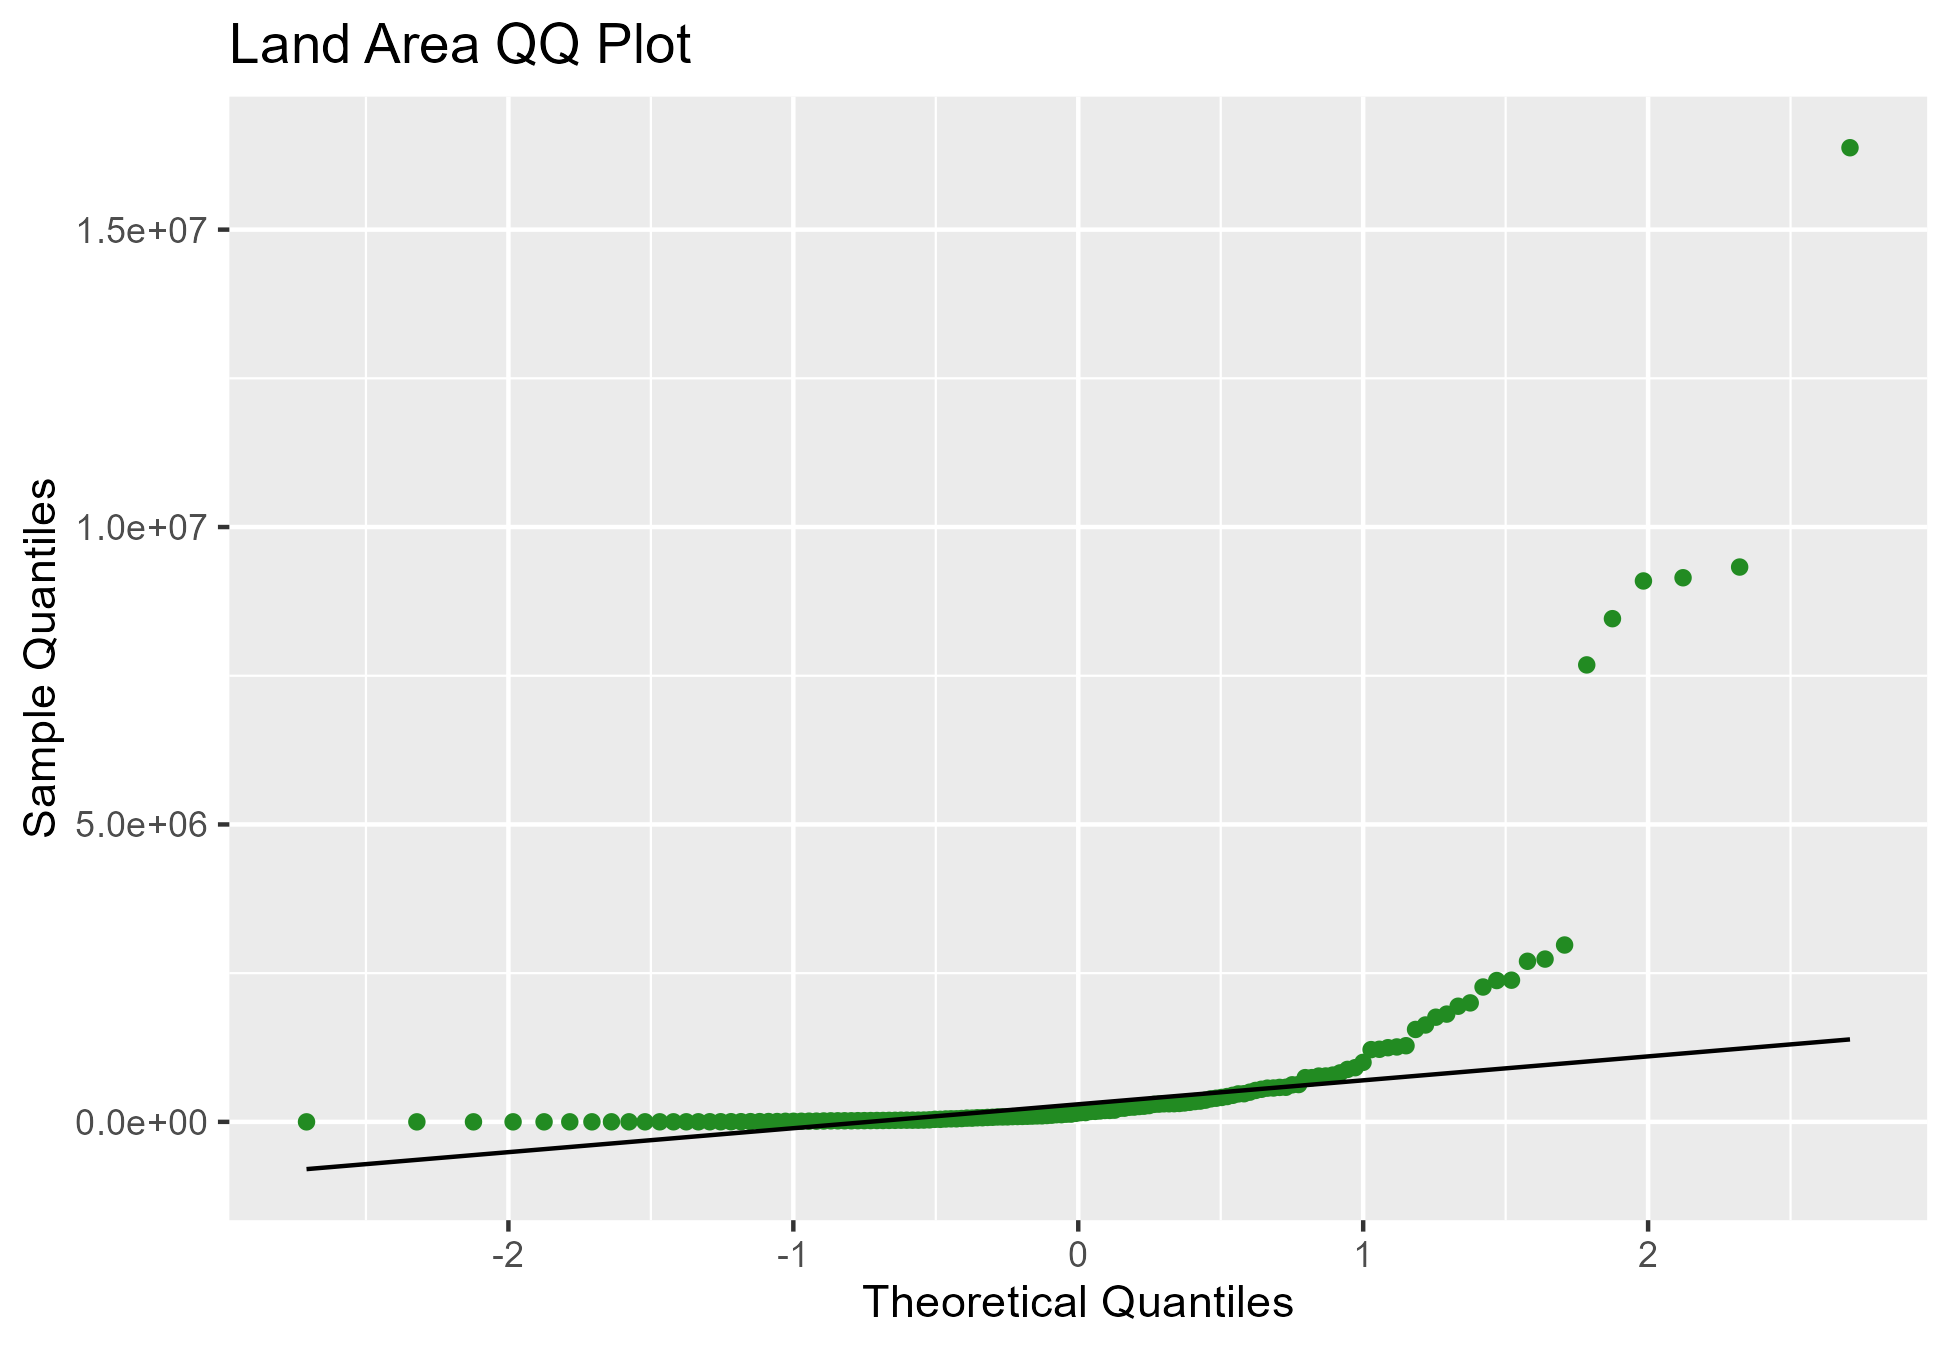 Land Area QQ Plot
Sample Quantiles
1.5e+07
1.0e+07
5.0e+06
0.0e+00
-2 -1 0 1 2
Theoretical Quantiles